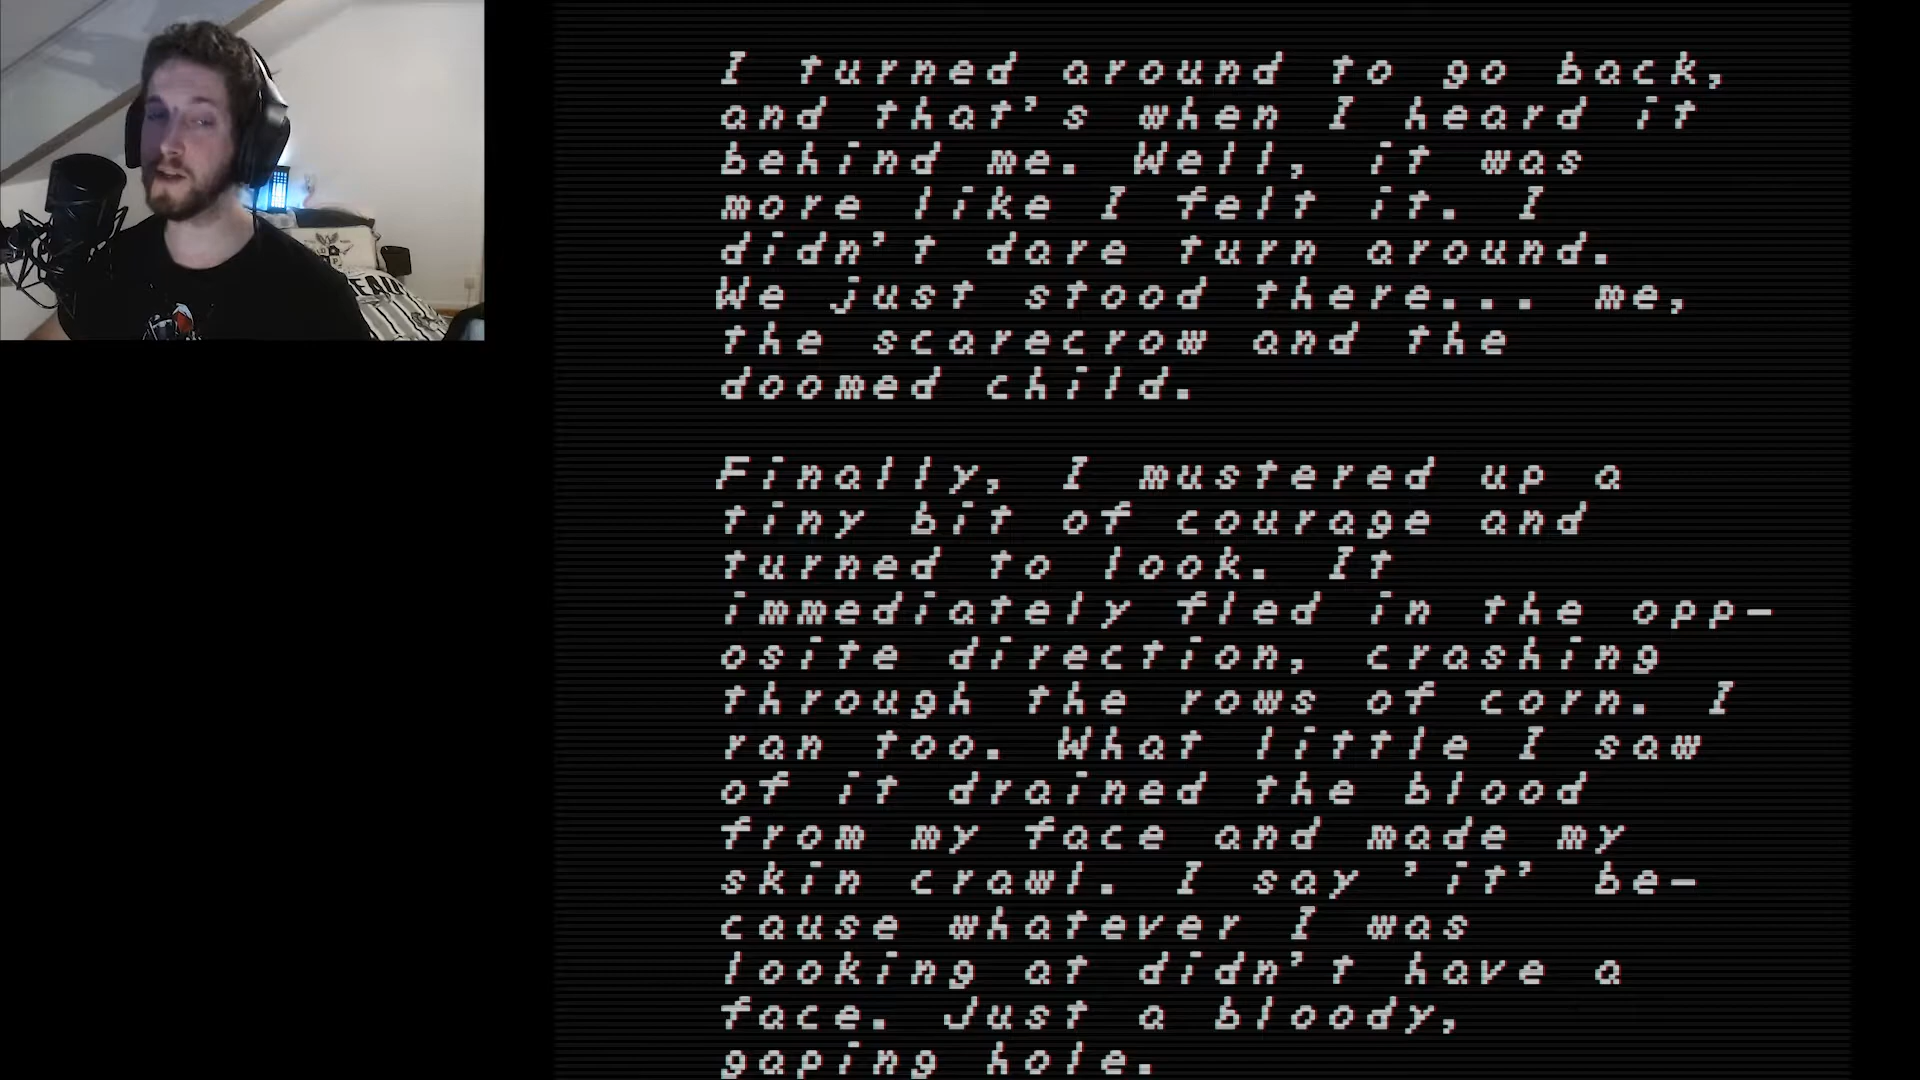 I turned around to go back,
and that's when I heard it
behind me. Well, it was
more like I felt it. I
didn't dare turn around.
We just stood there... me,
the scarecrow and the
doomed child.
Finally, I mustered up a
tiny bit of courage and
turned to look. It
immediately fled in the opp-
osite direction, crashing
through the rows of corn. I
ran too. What little I saw
of it drained the blood
from my face and made my
skin crawl. I say 'it' be-
cause whatever I was
looking at didn't have a
face. Just a bloody,
gaping hole.